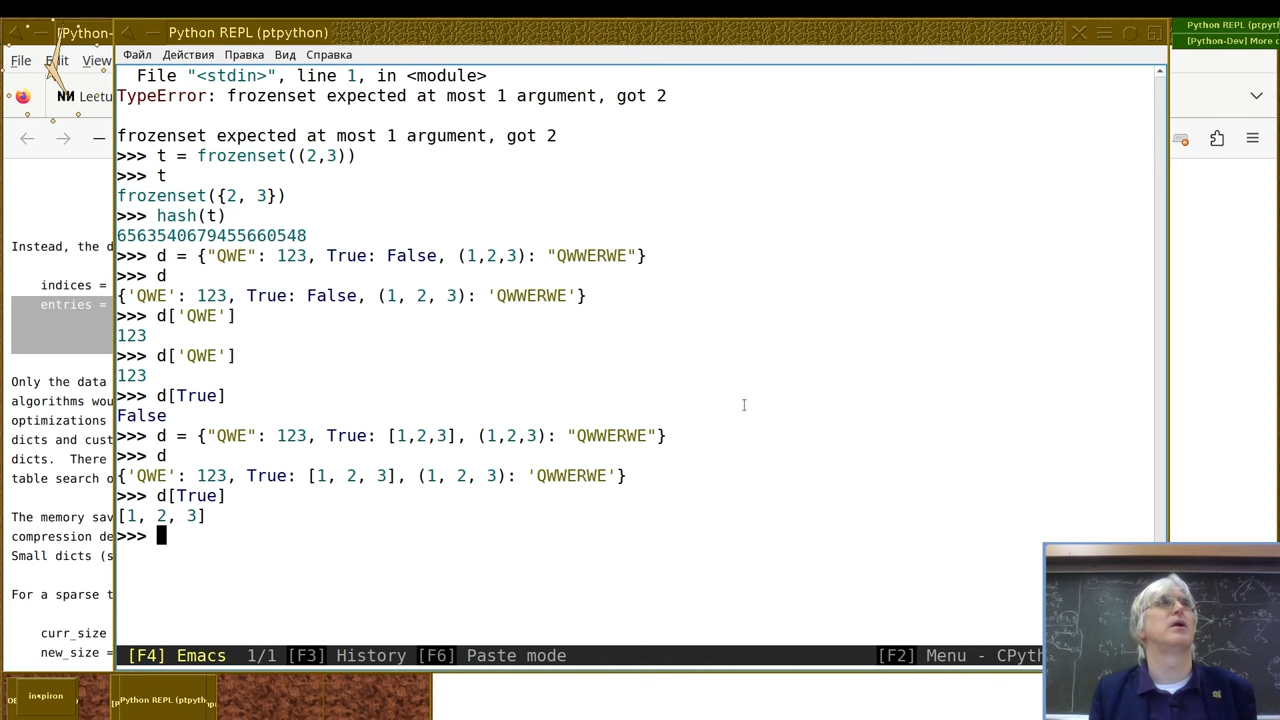 [Python-
Python REPL (ptpython)
Python REPL (ptpython)
[Python-Dev] More c
File Edit View
Файл Действия Правка Вид Справка
Lectu
File "<stdin>", line 1, in <module>
TypeError: frozenset expected at most 1 argument, got 2
frozenset expected at most 1 argument, got 2
>>> t = frozenset((2,3))
>>> t
frozenset({2, 3})
>>> hash(t)
6563540679455660548
>>> d = {"QWE": 123, True: False, (1,2,3): "QWWERWE"}
>>> d
{'QWE': 123, True: False, (1, 2, 3): 'QWWERWE'}
>>> d['QWE']
123
>>> d['QWE']
123
>>> d[True]
False
>>> d = {"QWE": 123, True: [1,2,3], (1,2,3): "QWWERWE"}
>>> d
{'QWE': 123, True: [1, 2, 3], (1, 2, 3): 'QWWERWE'}
>>> d[True]
[1, 2, 3]
>>>
[F4] Emacs 1/1 [F3] History [F6] Paste mode [F2] Menu - CPyth
Instead, the d
indices =
entries =
Only the data
algorithms wou
optimizations
dicts and cust
dicts. There
table search o
The memory sav
compression de
Small dicts (s
For a sparse t
curr_size
new_size =
inspiron
Python REPL (ptpyth